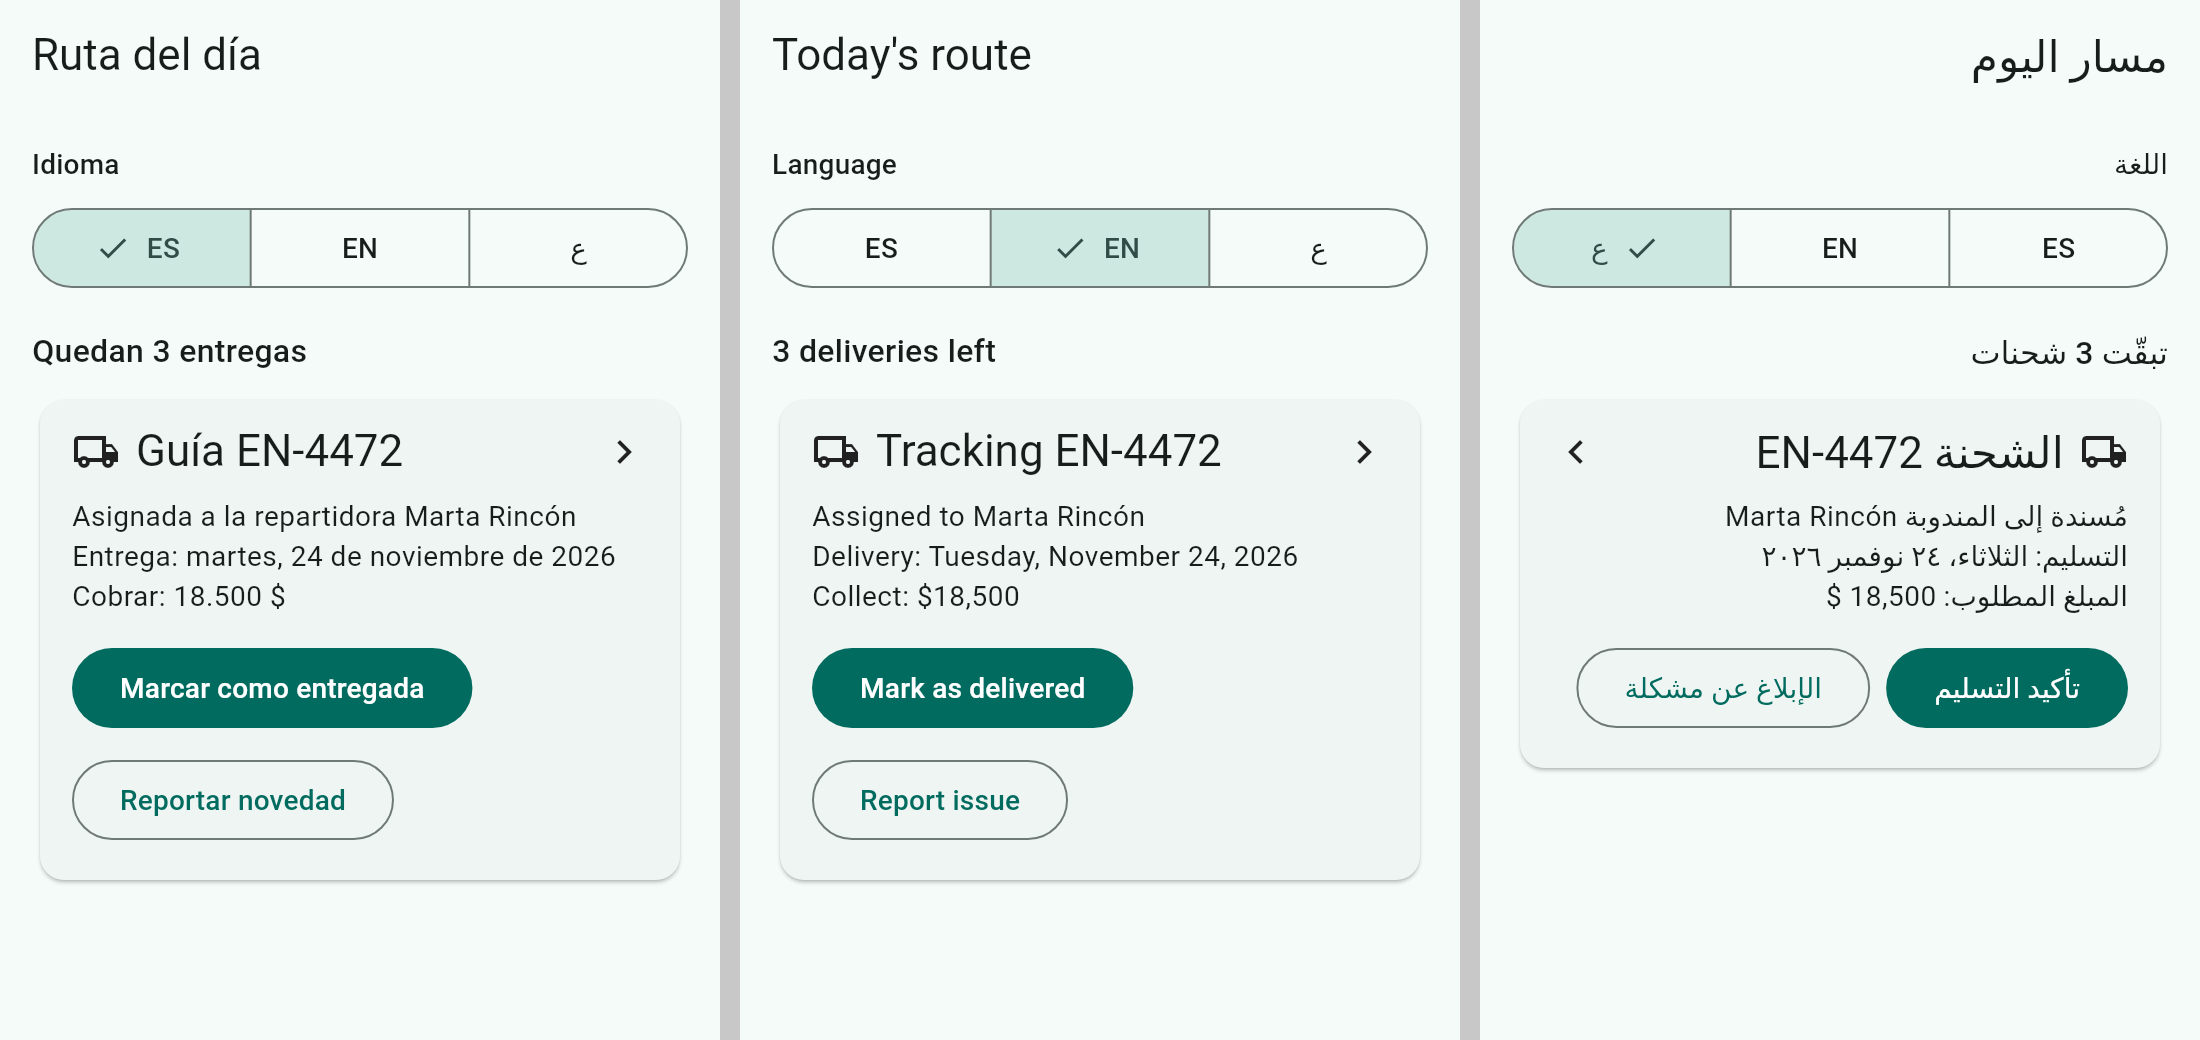 Ruta del día
Idioma
ES
EN
ع
Quedan 3 entregas
Guía EN-4472
Asignada a la repartidora Marta Rincón
Entrega: martes, 24 de noviembre de 2026
Cobrar: 18.500 $
Marcar como entregada
Reportar novedad
Today's route
Language
ES
EN
ع
3 deliveries left
Tracking EN-4472
Assigned to Marta Rincón
Delivery: Tuesday, November 24, 2026
Collect: $18,500
Mark as delivered
Report issue
مسار اليوم
اللغة
ES
EN
ع
تبقّت 3 شحنات
الشحنة EN-4472
مُسندة إلى المندوبة Marta Rincón
التسليم: الثلاثاء، ٢٤ نوفمبر ٢٠٢٦
المبلغ المطلوب: 18,500 $
تأكيد التسليم
الإبلاغ عن مشكلة